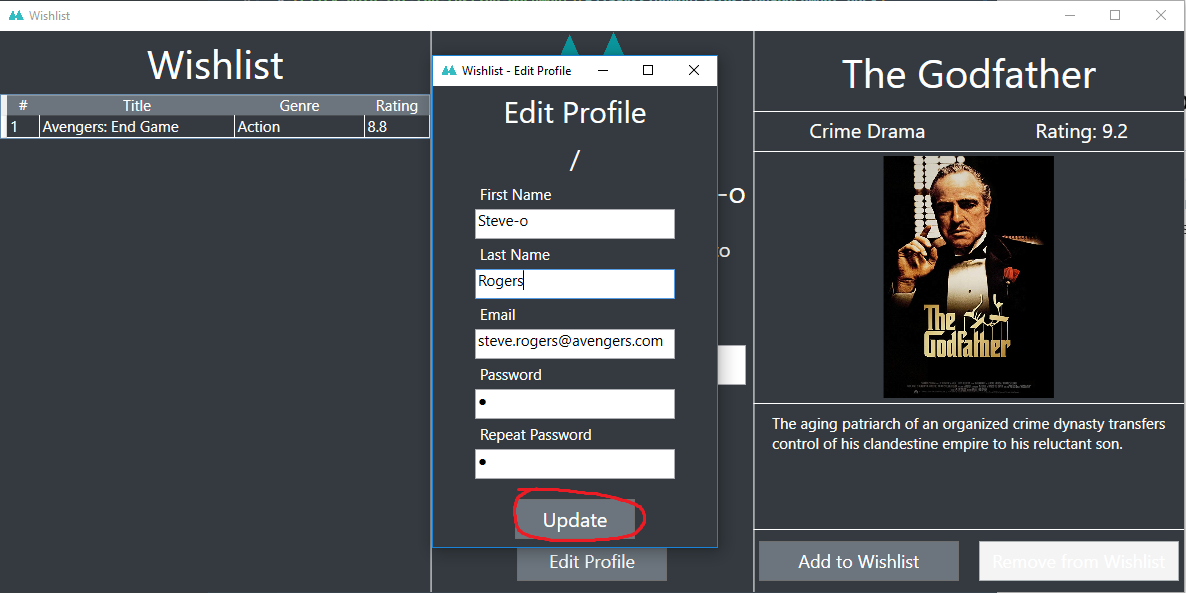 Wishlist
Wishlist
# Title Genre Rating
1 Avengers: End Game Action 8.8
Wishlist - Edit Profile
Edit Profile
/
First Name
Steve-o
Last Name
Rogers
Email
steve.rogers@avengers.com
Password
•
Repeat Password
•
Update
-o
Edit Profile
The Godfather
Crime Drama Rating: 9.2
The
Godfather
The aging patriarch of an organized crime dynasty transfers
control of his clandestine empire to his reluctant son.
Add to Wishlist Remove from Wishlist